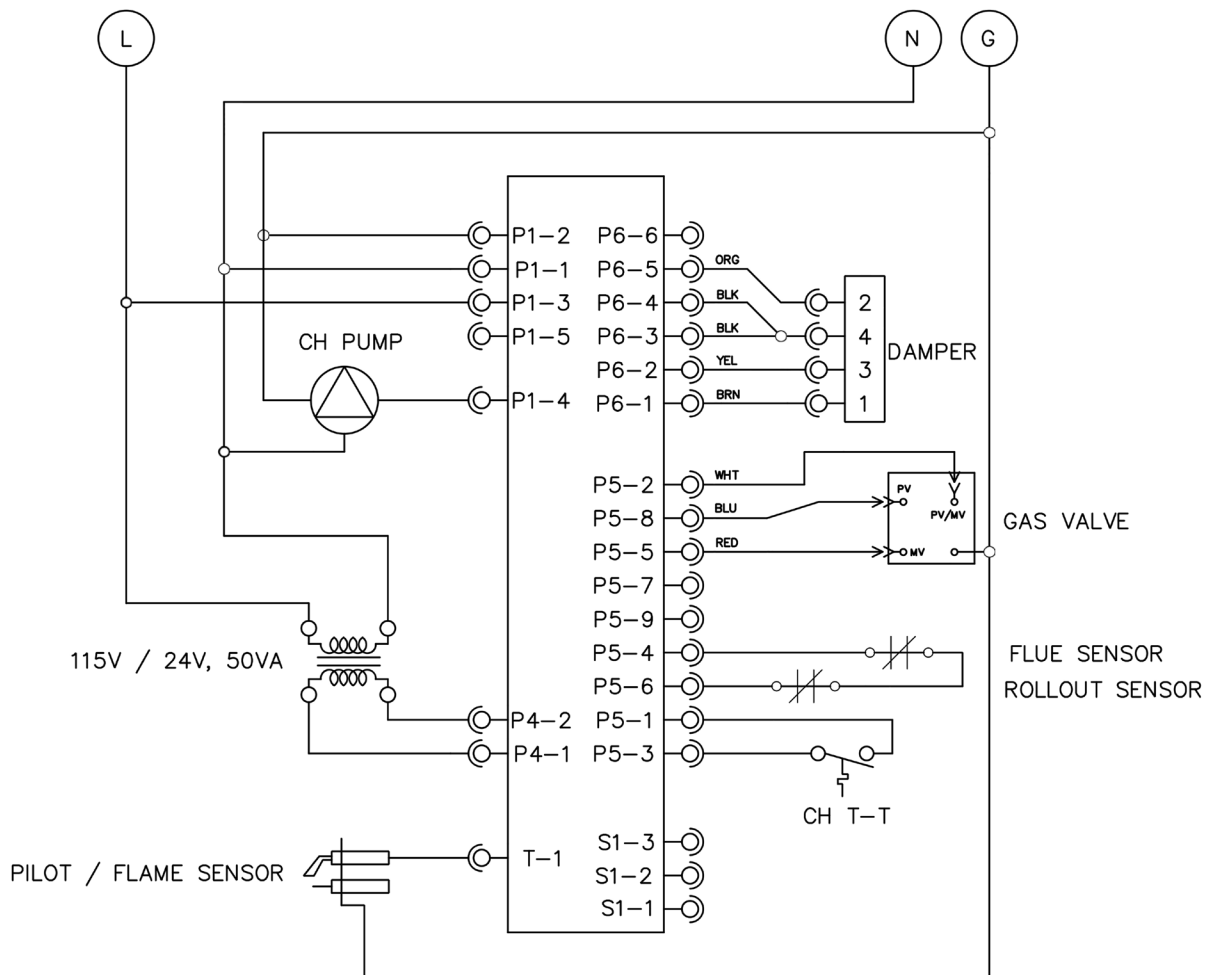 L
N
G
P1-2 P6-6
P1-1 P6-5 ORG
P1-3 P6-4 BLK 2
CH PUMP P1-5 P6-3 BLK 4
DAMPER
P6-2 YEL 3
P1-4 P6-1 BRN 1
P5-2 WHT
PV
P5-8 BLU PV/MV GAS VALVE
P5-5 RED MV
P5-7
P5-9
115V / 24V, 50VA P5-4 FLUE SENSOR
P5-6 ROLLOUT SENSOR
P4-2 P5-1
P4-1 P5-3
CH T-T
S1-3
PILOT / FLAME SENSOR T-1
S1-2
S1-1